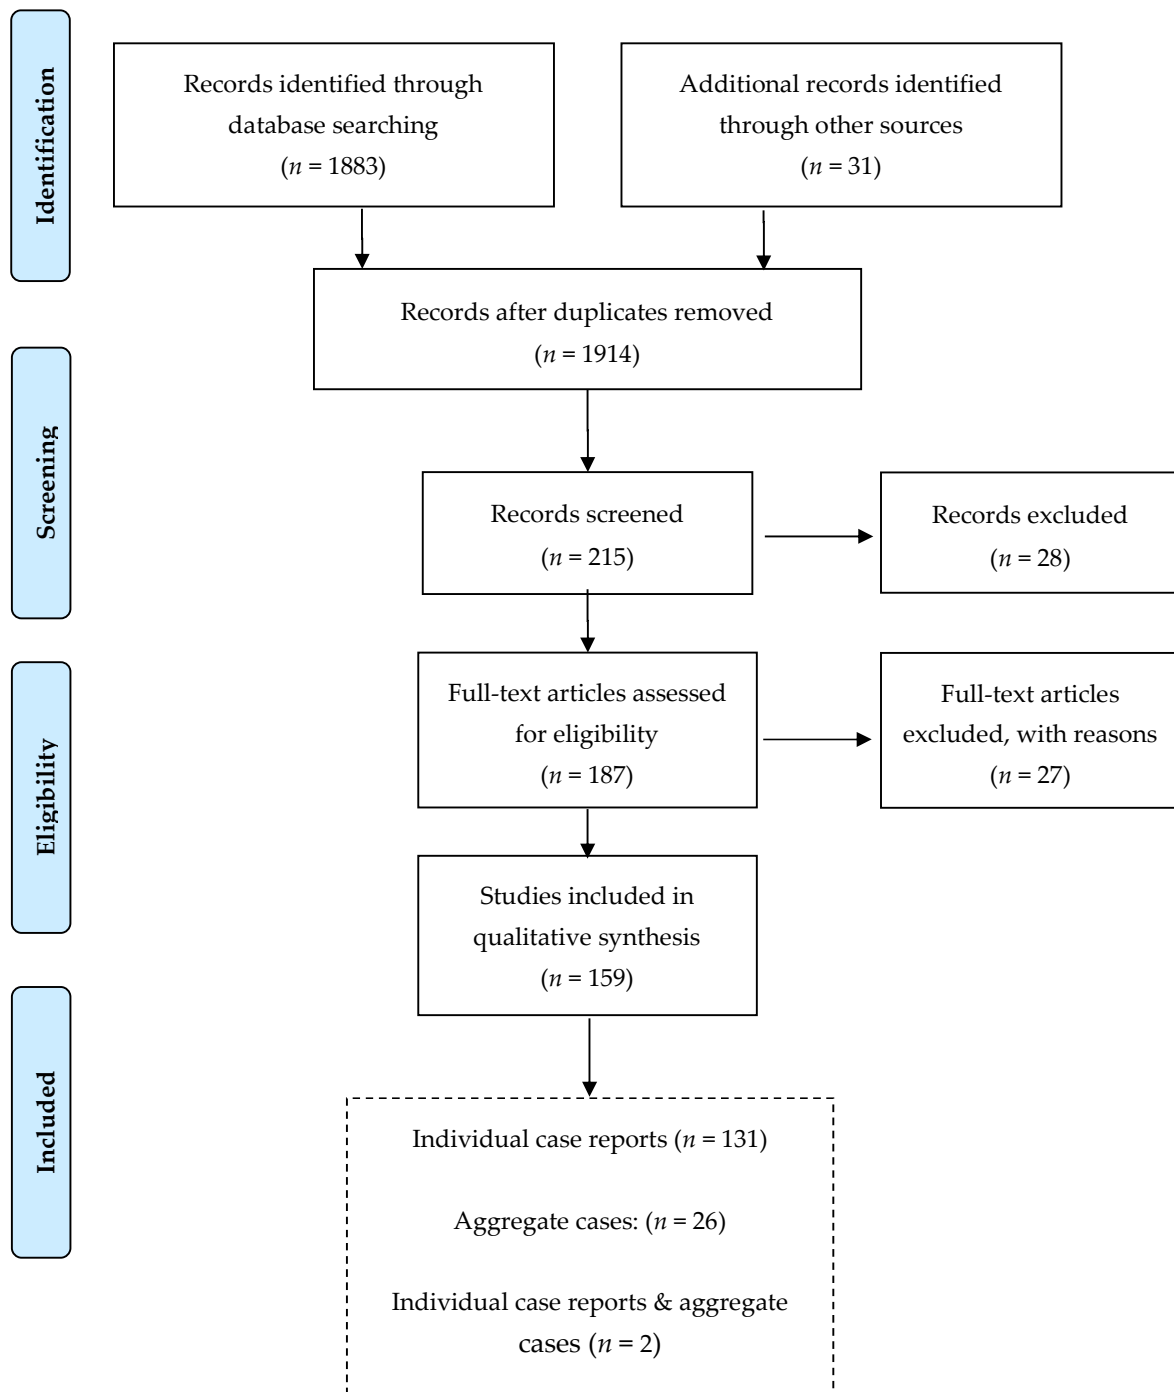 Identification
Records identified through
database searching
(n = 1883)
Additional records identified
through other sources
(n = 31)
Records after duplicates removed
(n = 1914)
Screening
Records screened
(n = 215)
Records excluded
(n = 28)
Eligibility
Full-text articles assessed
for eligibility
(n = 187)
Full-text articles
excluded, with reasons
(n = 27)
Studies included in
qualitative synthesis
(n = 159)
Included
Individual case reports (n = 131)
Aggregate cases: (n = 26)
Individual case reports & aggregate
cases (n = 2)